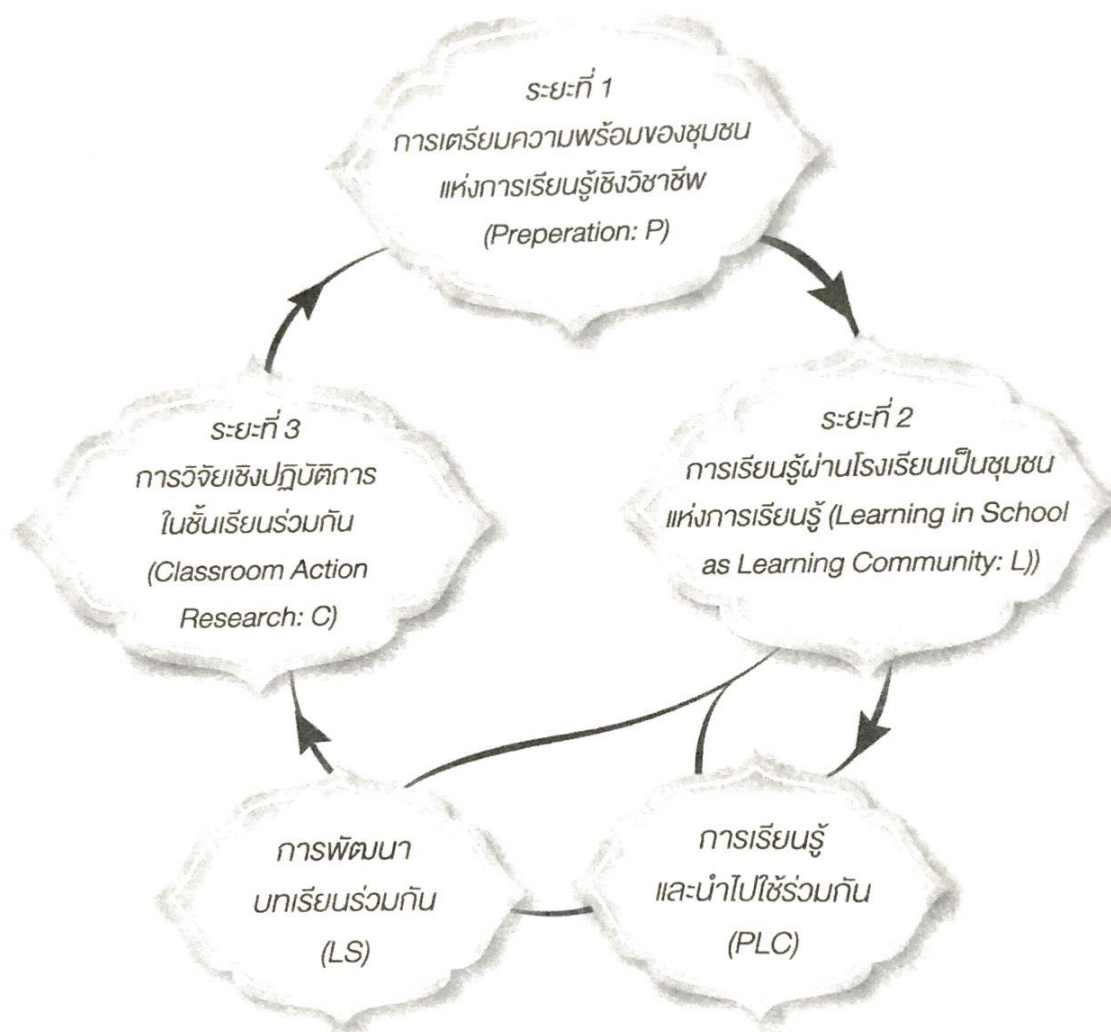 ระยะที่ 1
การเตรียมความพร้อมของชุมชน
แห่งการเรียนรู้เชิงวิชาชีพ
(Preperation: P)
ระยะที่ 2
การเรียนรู้ผ่านโรงเรียนเป็นชุมชน
แห่งการเรียนรู้ (Learning in School
as Learning Community: L))
ระยะที่ 3
การวิจัยเชิงปฏิบัติการ
ในชั้นเรียนร่วมกัน
(Classroom Action
Research: C)
การพัฒนา
บทเรียนร่วมกัน
(LS)
การเรียนรู้
และนำไปใช้ร่วมกัน
(PLC)